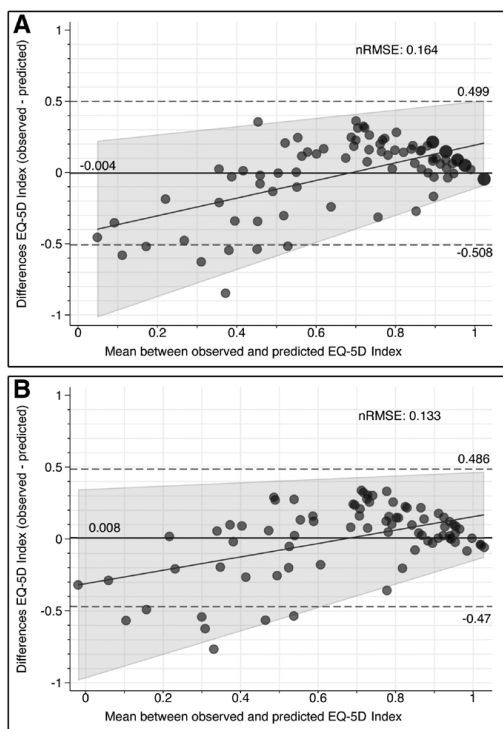 A
1
nRMSE: 0.164
0.5
0.499
-0.004
0
-0.5
-0.508
-1
0 0.2 0.4 0.6 0.8 1
Differences EQ-5D Index (observed - predicted)
Mean between observed and predicted EQ-5D Index
B
1
nRMSE: 0.133
0.5
0.486
0.008
0
-0.5
-0.47
-1
0 0.2 0.4 0.6 0.8 1
Differences EQ-5D Index (observed - predicted)
Mean between observed and predicted EQ-5D Index